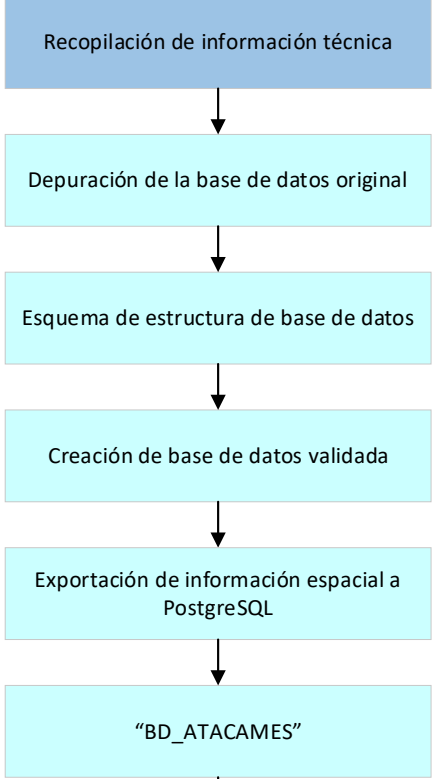 Recopilación de información técnica
Depuración de la base de datos original
Esquema de estructura de base de datos
Creación de base de datos validada
Exportación de información espacial a
PostgreSQL
“BD_ATACAMES”